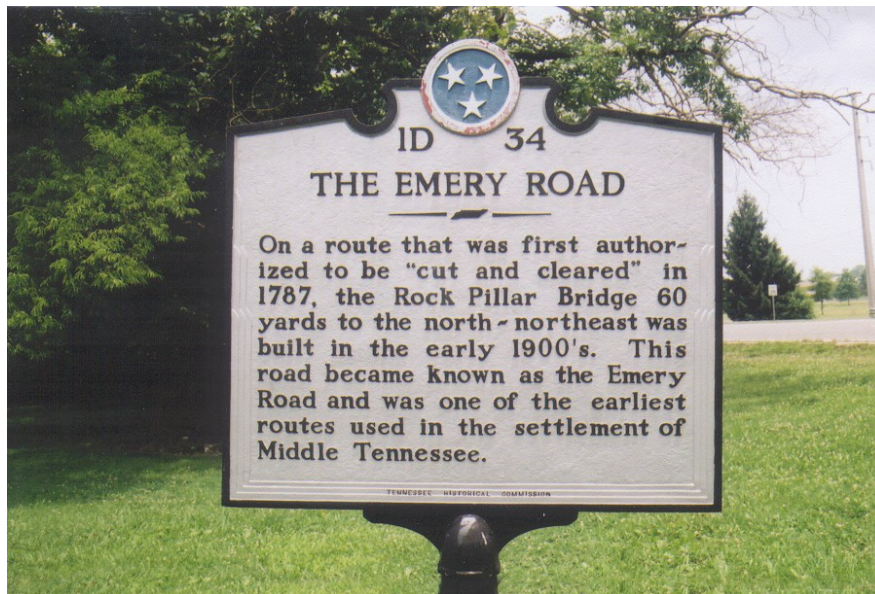 1D 34
THE EMERY ROAD
On a route that was first author-
ized to be “cut and cleared” in
1787, the Rock Pillar Bridge 60
yards to the north-northeast was
built in the early 1900's. This
road became known as the Emery
Road and was one of the earliest
routes used in the settlement of
Middle Tennessee.
TENNESSEE HISTORICAL COMMISSION